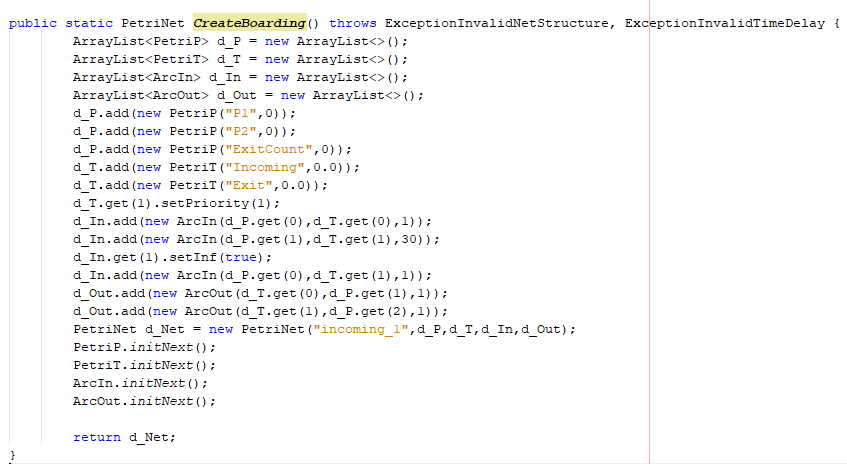 public static PetriNet CreateBoarding() throws ExceptionInvalidNetStructure, ExceptionInvalidTimeDelay {
        ArrayList<PetriP> d_P = new ArrayList<>();
        ArrayList<PetriT> d_T = new ArrayList<>();
        ArrayList<ArcIn> d_In = new ArrayList<>();
        ArrayList<ArcOut> d_Out = new ArrayList<>();
        d_P.add(new PetriP("P1",0));
        d_P.add(new PetriP("P2",0));
        d_P.add(new PetriP("ExitCount",0));
        d_T.add(new PetriT("Incoming",0.0));
        d_T.add(new PetriT("Exit",0.0));
        d_T.get(1).setPriority(1);
        d_In.add(new ArcIn(d_P.get(0),d_T.get(0),1));
        d_In.add(new ArcIn(d_P.get(1),d_T.get(1),30));
        d_In.get(1).setInf(true);
        d_In.add(new ArcIn(d_P.get(0),d_T.get(1),1));
        d_Out.add(new ArcOut(d_T.get(0),d_P.get(1),1));
        d_Out.add(new ArcOut(d_T.get(1),d_P.get(2),1));
        PetriNet d_Net = new PetriNet("incoming_1",d_P,d_T,d_In,d_Out);
        PetriP.initNext();
        PetriT.initNext();
        ArcIn.initNext();
        ArcOut.initNext();

        return d_Net;
}